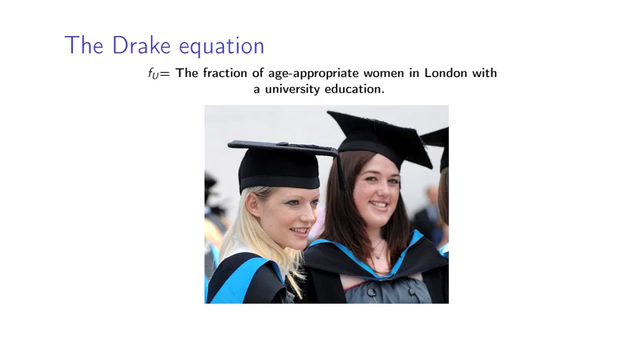 The Drake equation
fU= The fraction of age-appropriate women in London with
a university education.